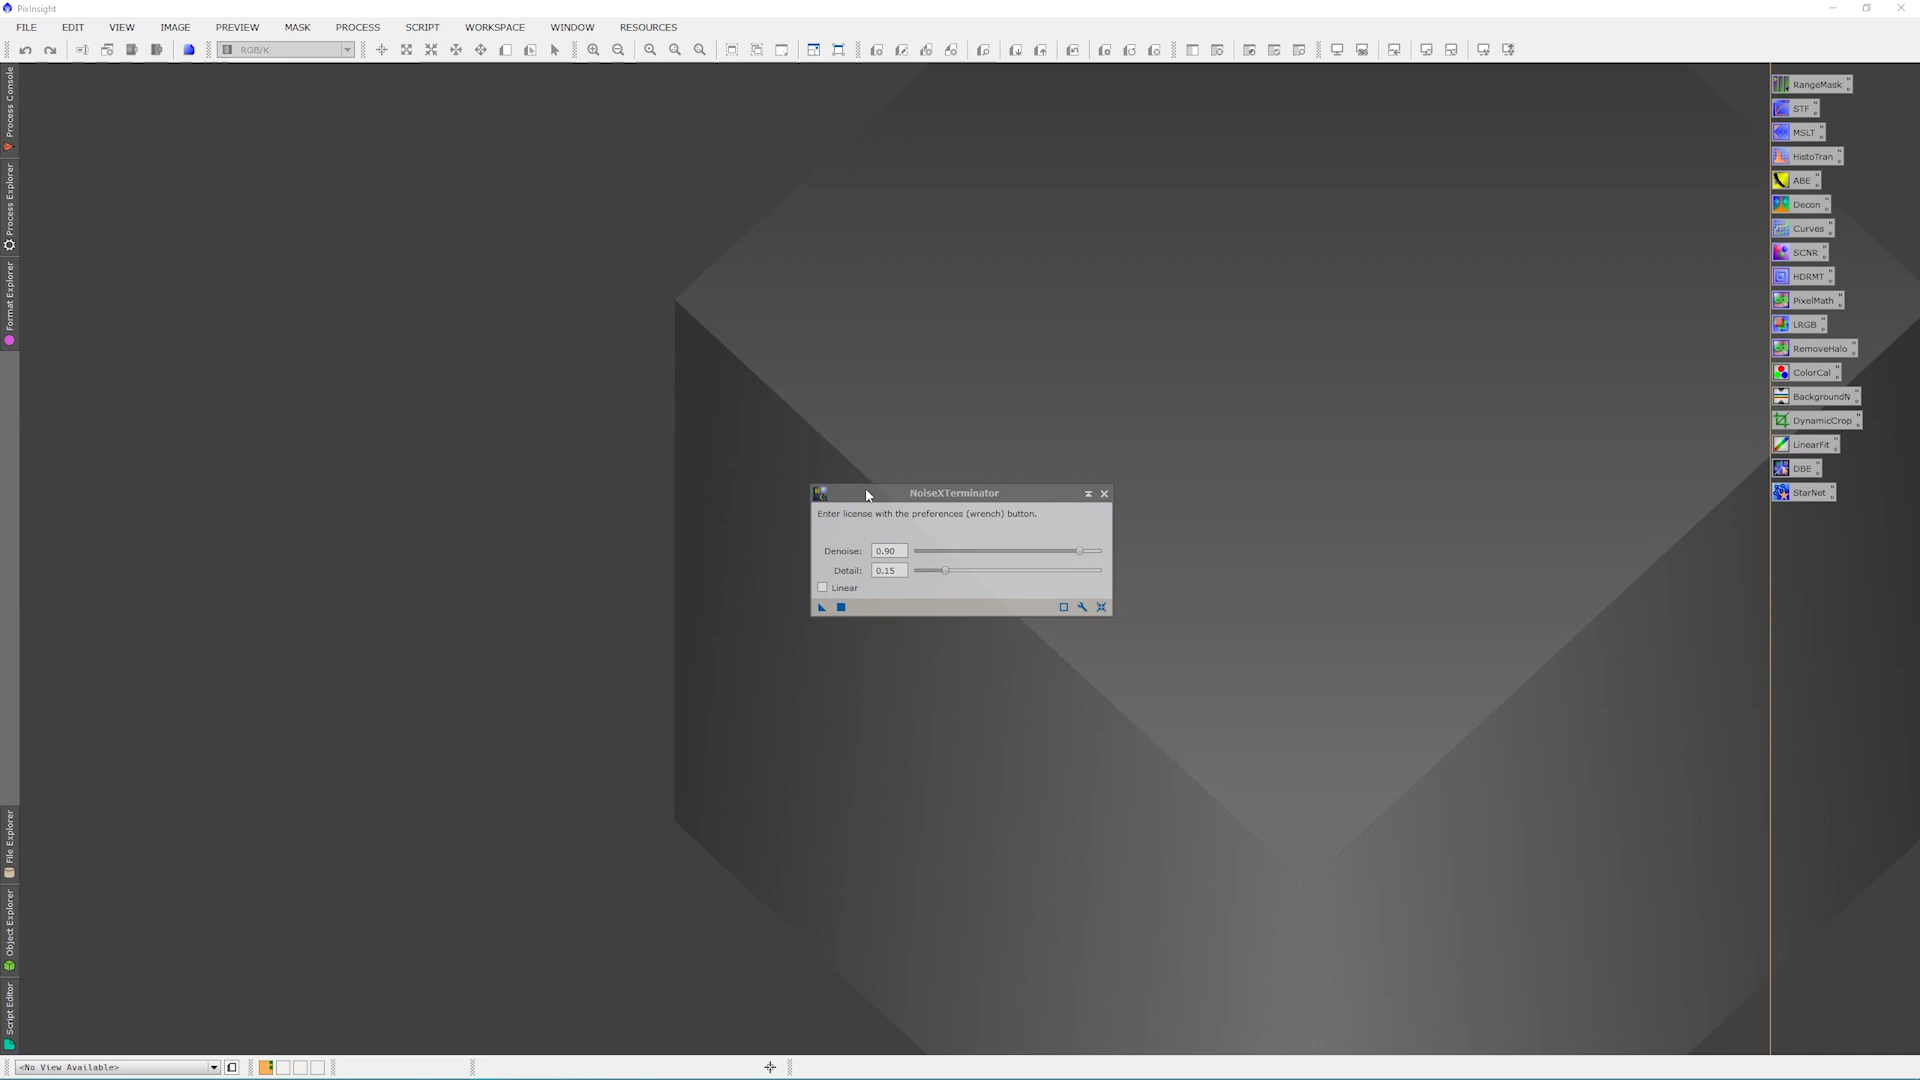 PixInsight
FILE EDIT VIEW IMAGE PREVIEW MASK PROCESS SCRIPT WORKSPACE WINDOW RESOURCES
RGB/K
Process Console
Process Explorer
Format Explorer
File Explorer
Object Explorer
Script Editor
NoiseXTerminator
Enter license with the preferences (wrench) button.
Denoise: 0.90
Detail: 0.15
Linear
RangeMask
STF
MSLT
HistoTran
ABE
Decon
Curves
SCNR
HDRMT
PixelMath
LRGB
RemoveHalo
ColorCal
BackgroundN
DynamicCrop
LinearFit
DBE
StarNet
<No View Available>